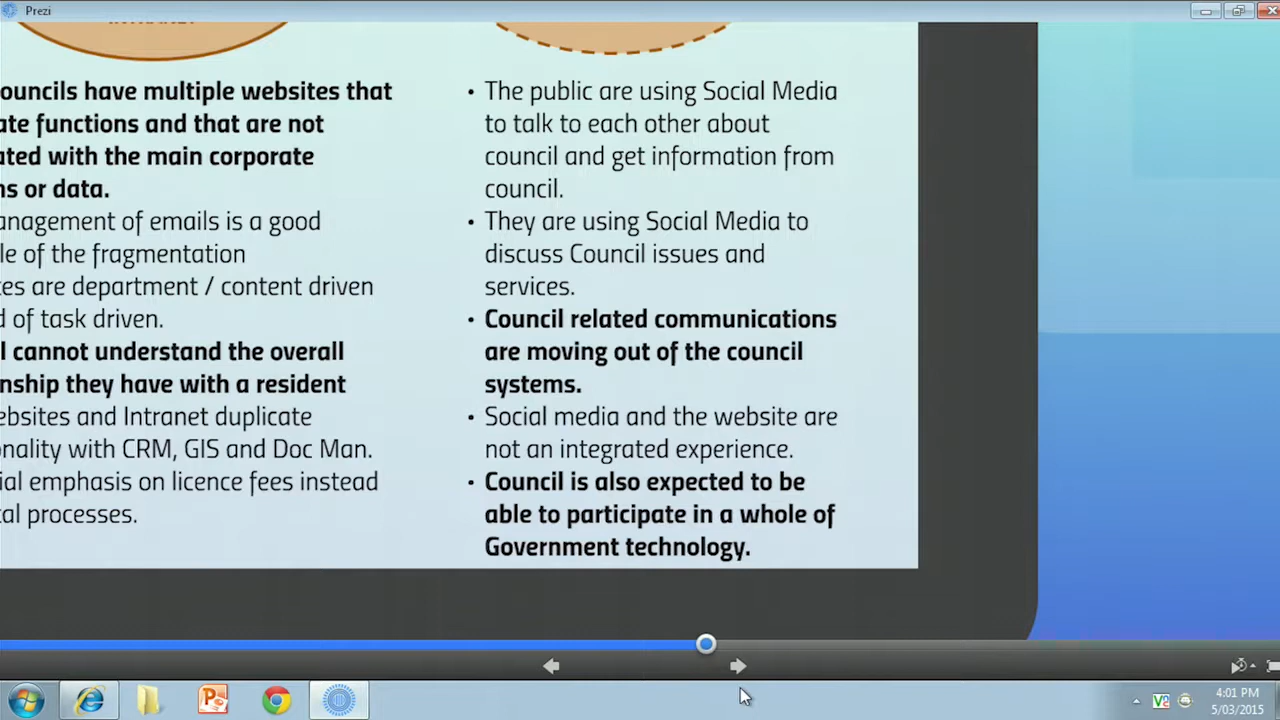 Prezi
ouncils have multiple websites that
ate functions and that are not
ated with the main corporate
ns or data.
anagement of emails is a good
le of the fragmentation
tes are department / content driven
d of task driven.
l cannot understand the overall
nship they have with a resident
ebsites and Intranet duplicate
onality with CRM, GIS and Doc Man.
ial emphasis on licence fees instead
tal processes.
• The public are using Social Media
to talk to each other about
council and get information from
council.
• They are using Social Media to
discuss Council issues and
services.
• Council related communications
are moving out of the council
systems.
• Social media and the website are
not an integrated experience.
• Council is also expected to be
able to participate in a whole of
Government technology.
4:01 PM
5/03/2015